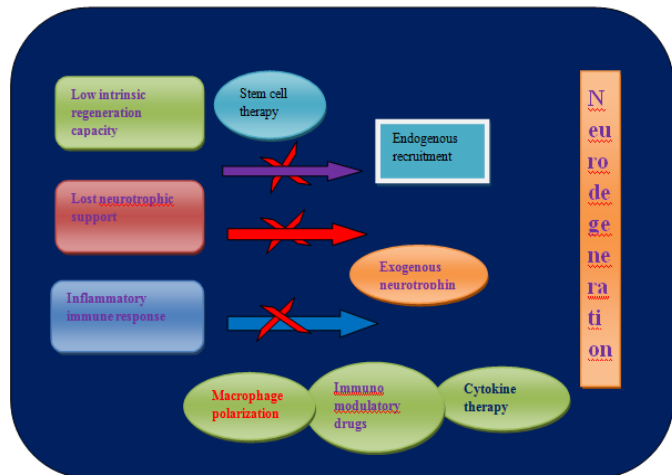 Low intrinsic
regeneration
capacity
Stem cell
therapy
Endogenous
recruitment
Lost neurotrophic
support
Exogenous
neurotrophin
Inflammatory
immune response
Macrophage
polarization
Immuno
modulatory
drugs
Cytokine
therapy
N
eu
ro
de
ge
ne
ra
ti
on